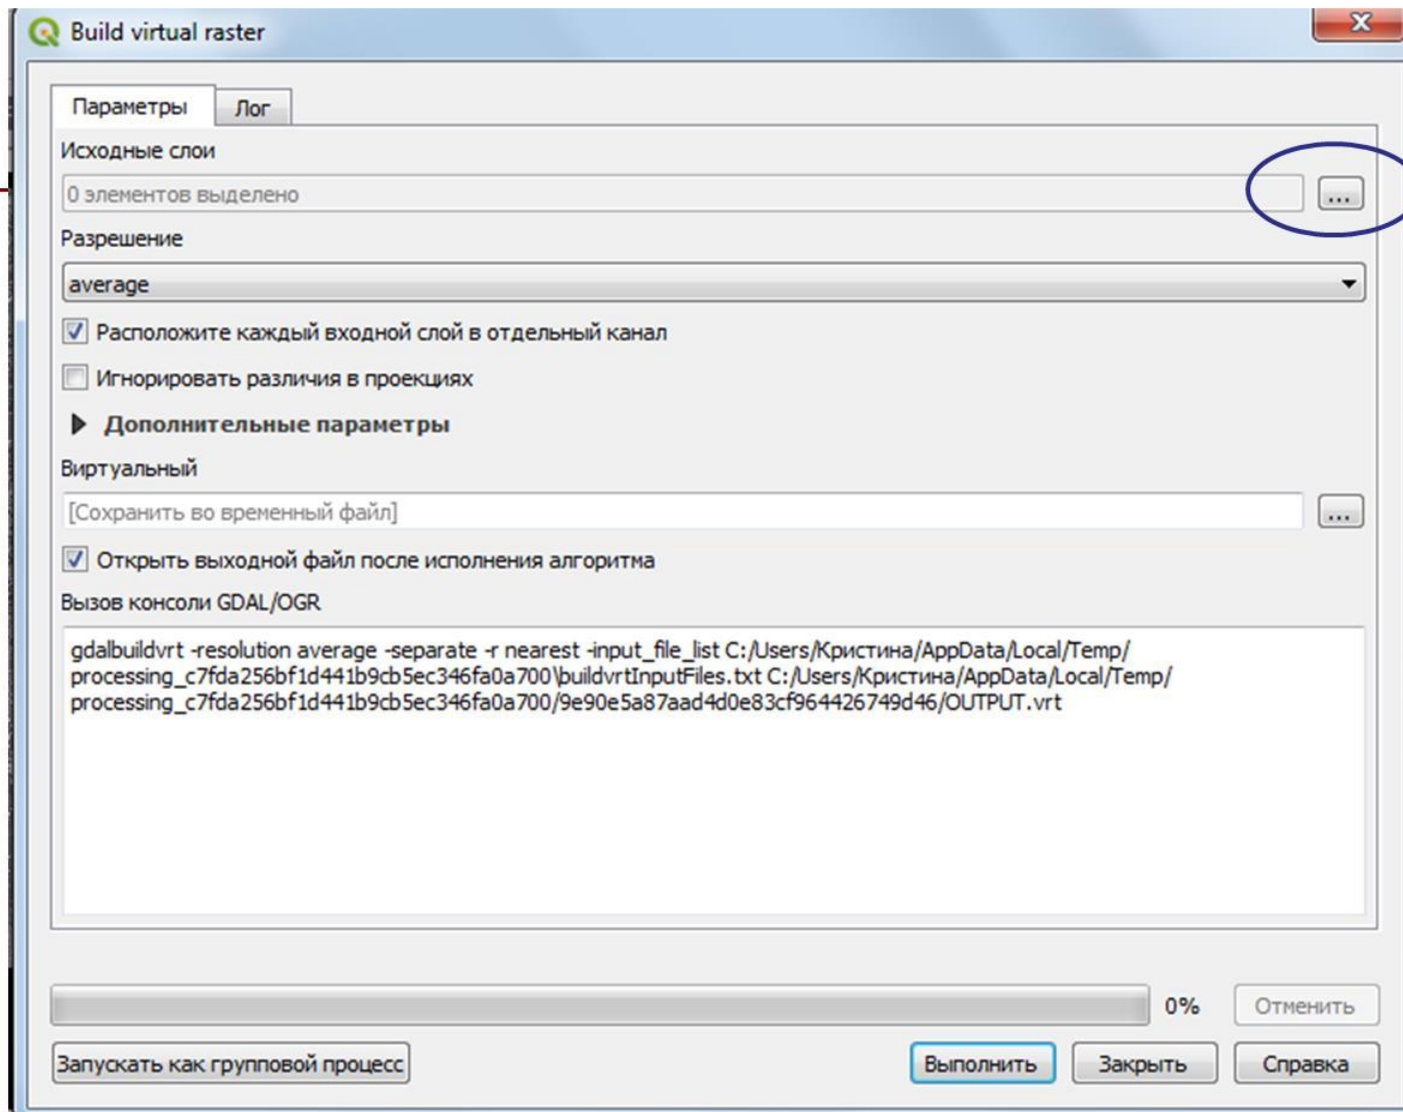 Build virtual raster
Параметры
Лог
Исходные слои
0 элементов выделено
...
Разрешение
average
Расположите каждый входной слой в отдельный канал
Игнорировать различия в проекциях
Дополнительные параметры
Виртуальный
[Сохранить во временный файл]
...
Открыть выходной файл после исполнения алгоритма
Вызов консоли GDAL/OGR
gdalbuildvrt -resolution average -separate -r nearest -input_file_list C:/Users/Кристина/AppData/Local/Temp/
processing_c7fda256bf1d441b9cb5ec346fa0a700\buildvrtInputFiles.txt C:/Users/Кристина/AppData/Local/Temp/
processing_c7fda256bf1d441b9cb5ec346fa0a700/9e90e5a87aad4d0e83cf964426749d46/OUTPUT.vrt
0%
Отменить
Запускать как групповой процесс
Выполнить
Закрыть
Справка